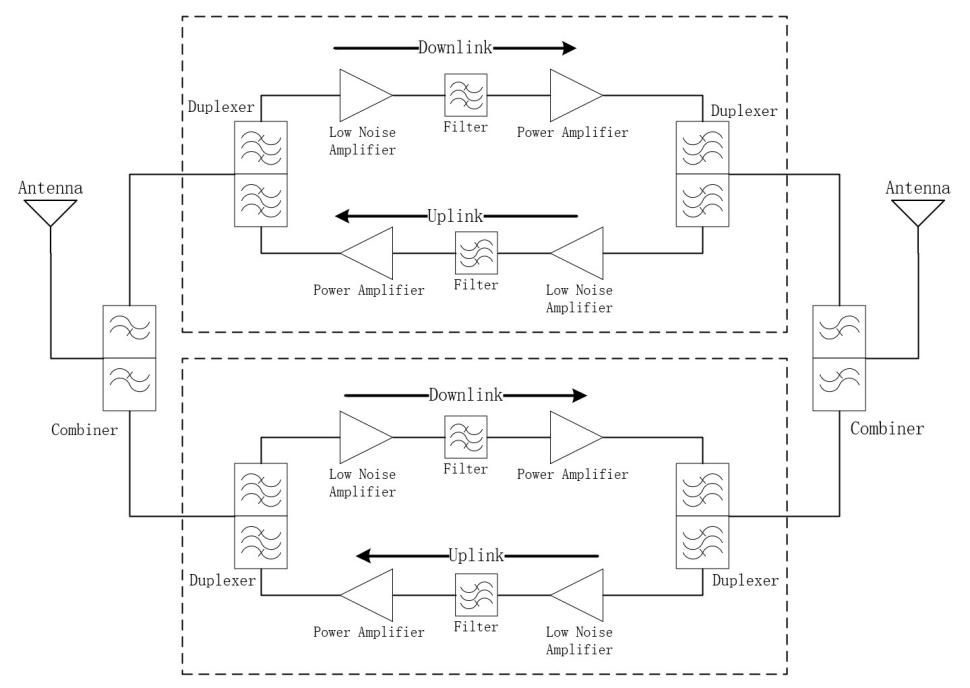 Downlink
Duplexer
Low Noise
Amplifier
Filter
Power Amplifier
Duplexer
Antenna
Antenna
Uplink
Power Amplifier
Filter
Low Noise
Amplifier
Combiner
Combiner
Downlink
Low Noise
Amplifier
Filter
Power Amplifier
Uplink
Duplexer
Duplexer
Power Amplifier
Filter
Low Noise
Amplifier